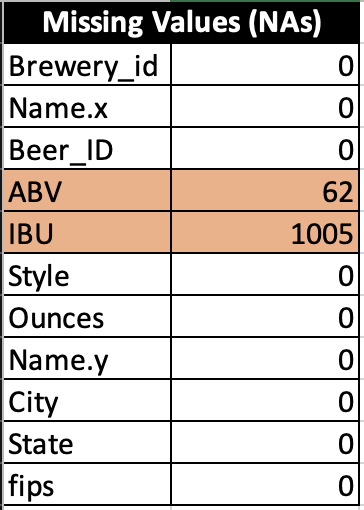 Missing Values (NAs)
Brewery_id 0
Name.x 0
Beer_ID 0
ABV 62
IBU 1005
Style 0
Ounces 0
Name.y 0
City 0
State 0
fips 0